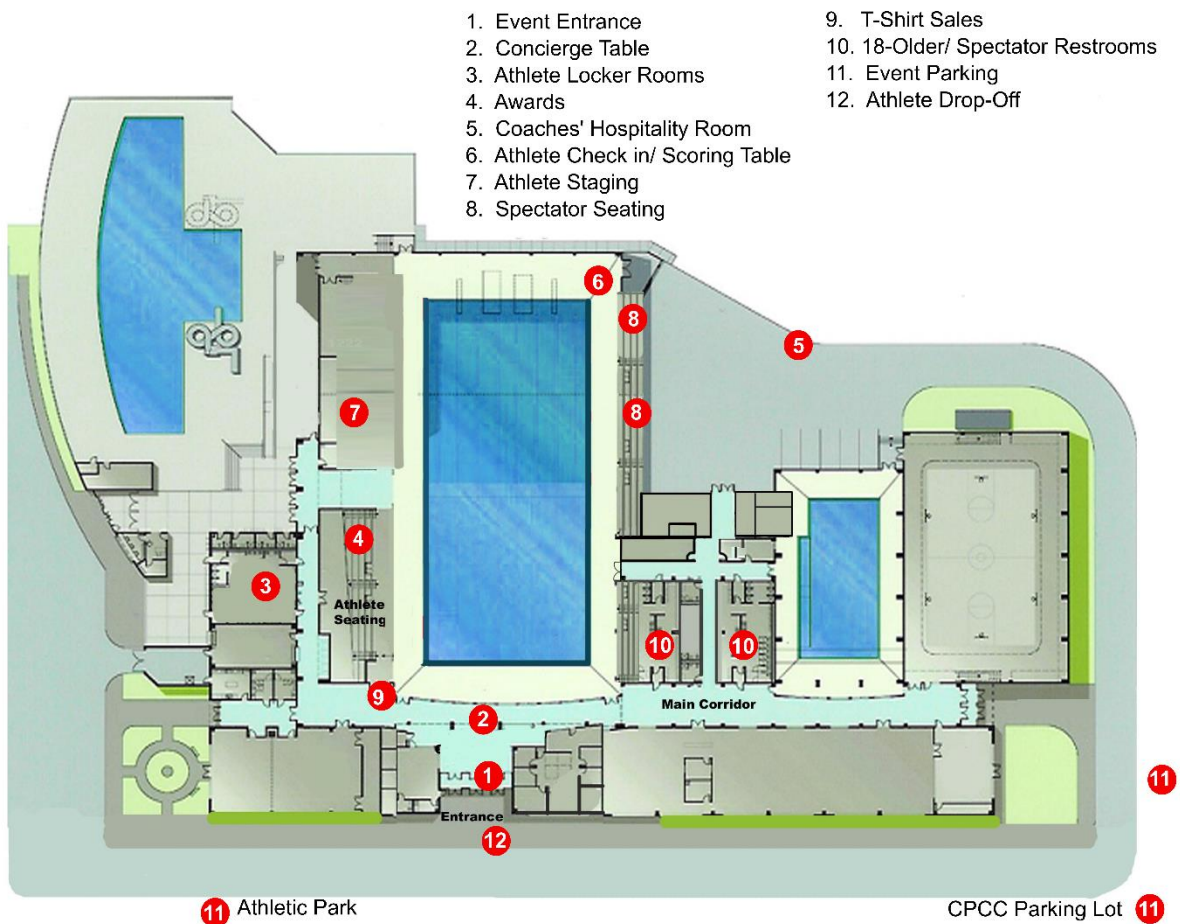 1. Event Entrance
2. Concierge Table
3. Athlete Locker Rooms
4. Awards
5. Coaches' Hospitality Room
6. Athlete Check in/ Scoring Table
7. Athlete Staging
8. Spectator Seating
9. T-Shirt Sales
10. 18-Older/ Spectator Restrooms
11. Event Parking
12. Athlete Drop-Off
6
8
5
7
8
4
3
Athlete
Seating
10
10
9
Main Corridor
2
1
11
Entrance
12
11 Athletic Park
CPCC Parking Lot 11